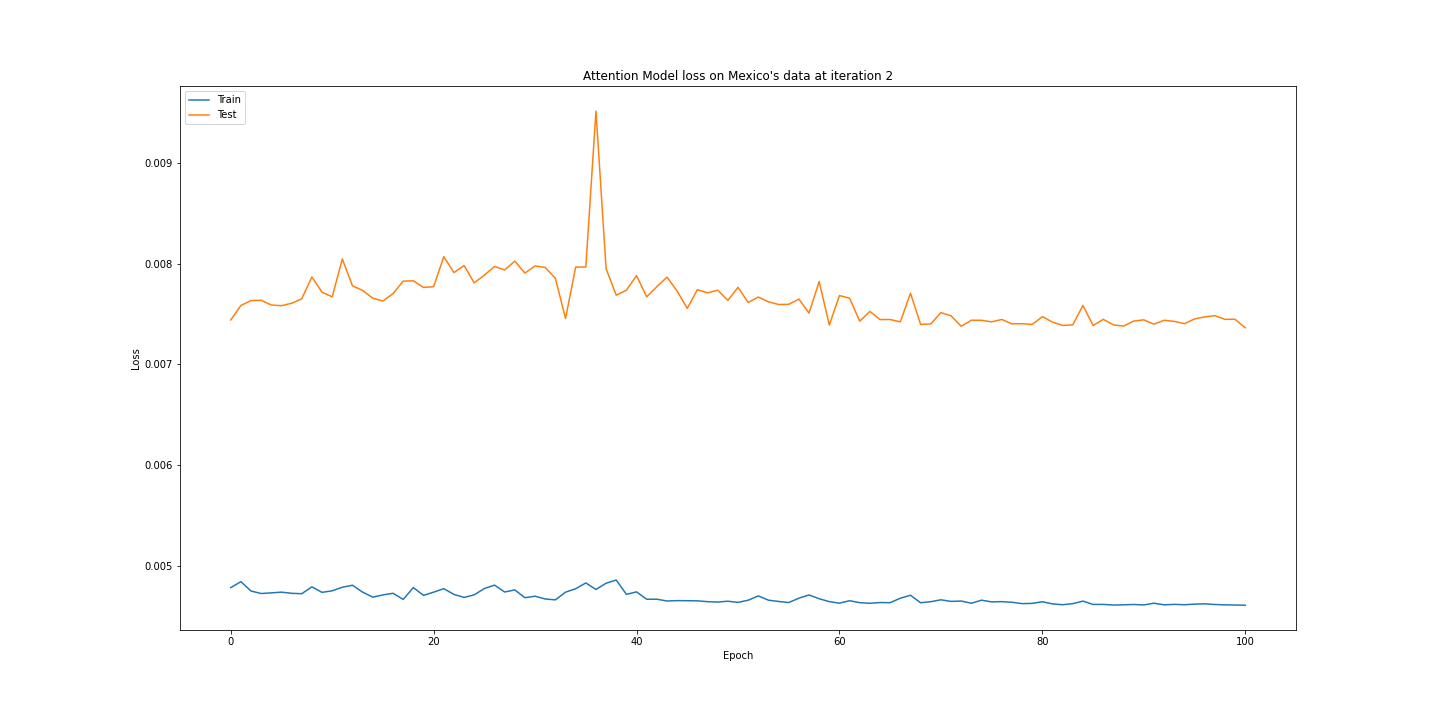 Attention Model loss on Mexico's data at iteration 2
Train
Test
0.009
0.008
0.007
0.006
0.005
Loss
0
20
40
60
80
100
Epoch